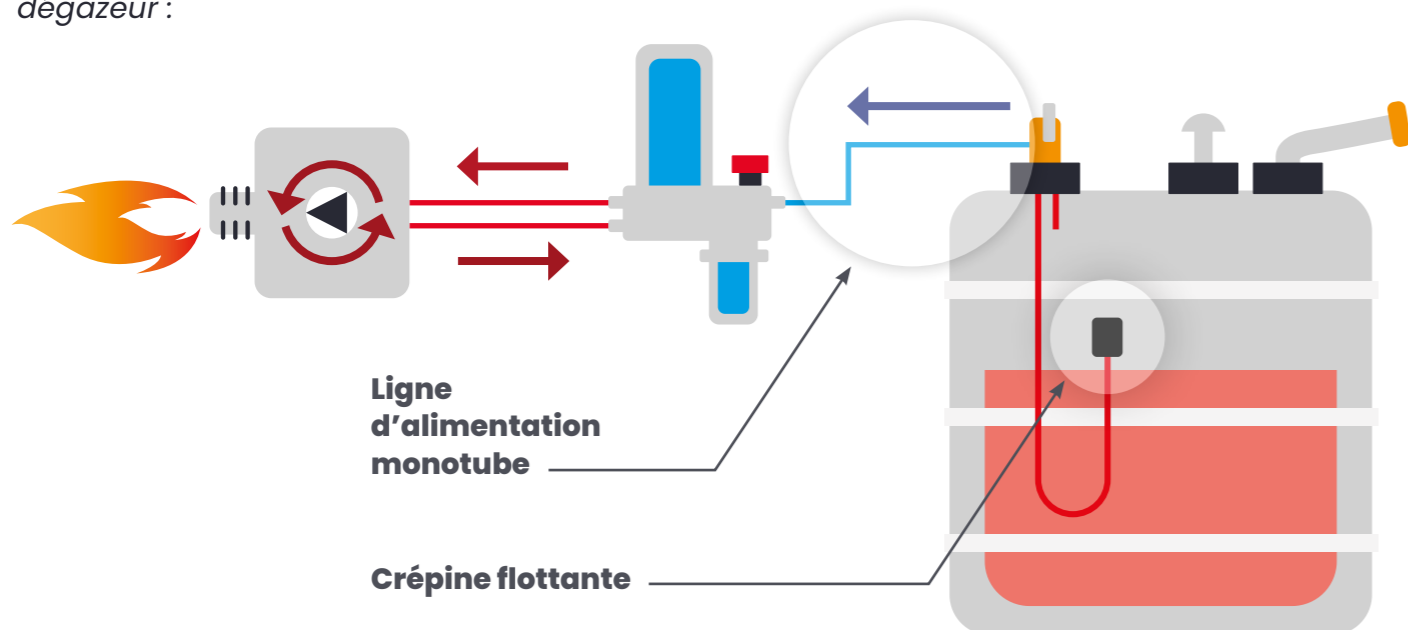 dégazeur :
Ligne
d’alimentation
monotube
Crépine flottante